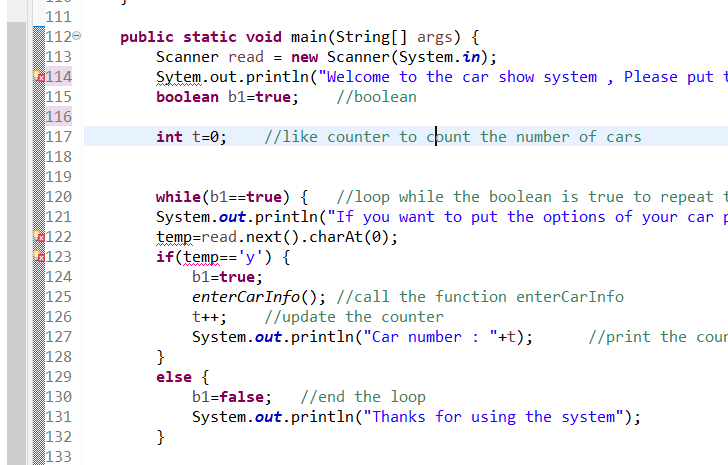 110 }
111
112 public static void main(String[] args) {
113 Scanner read = new Scanner(System.in);
114 Sytem.out.println("Welcome to the car show system , Please put
115 boolean b1=true; //boolean
116
117 int t=0; //like counter to count the number of cars
118
119
120 while(b1==true) { //loop while the boolean is true to repeat
121 System.out.println("If you want to put the options of your car
122 temp=read.next().charAt(0);
123 if(temp=='y') {
124 b1=true;
125 enterCarInfo(); //call the function enterCarInfo
126 t++; //update the counter
127 System.out.println("Car number : "+t); //print the cour
128 }
129 else {
130 b1=false; //end the loop
131 System.out.println("Thanks for using the system");
132 }
133